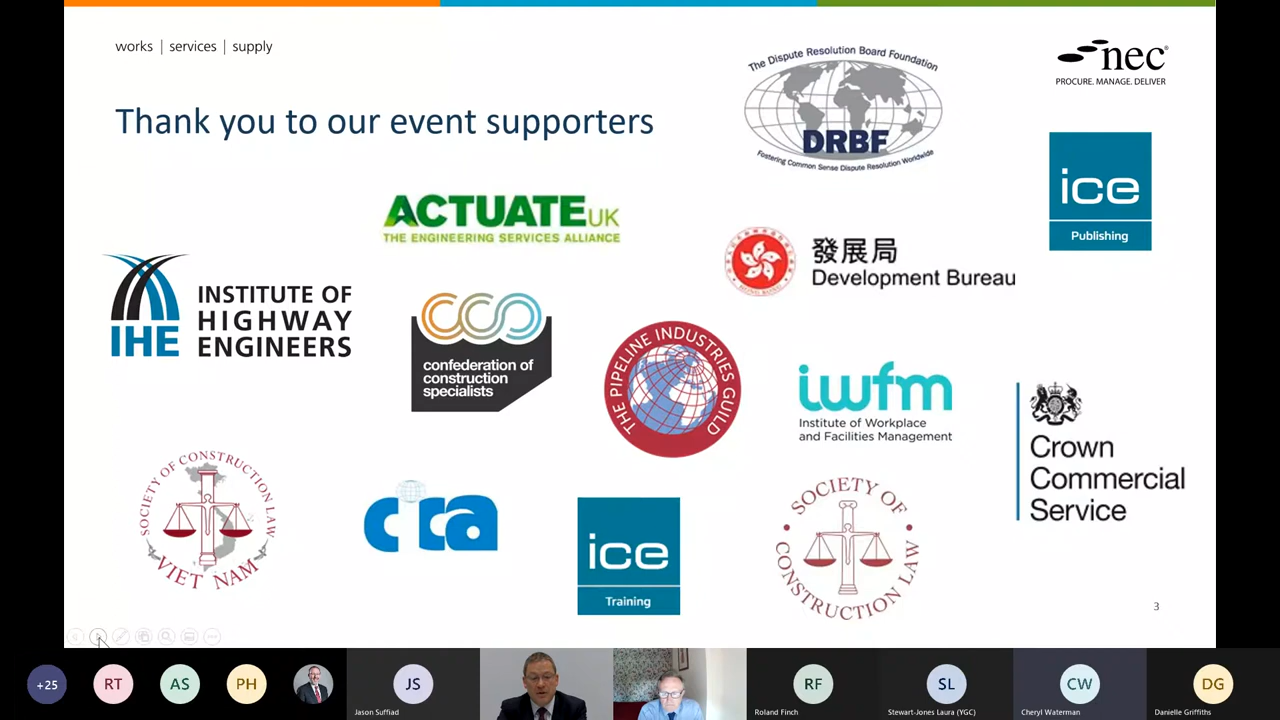 works | services | supply
nec®
PROCURE. MANAGE. DELIVER
Thank you to our event supporters
The Dispute Resolution Board Foundation
DRBF
Fostering Common Sense Dispute Resolution Worldwide
ice
Publishing
ACTUATE UK
THE ENGINEERING SERVICES ALLIANCE
發展局
Development Bureau
HONG KONG
IHE
INSTITUTE OF
HIGHWAY
ENGINEERS
ccs
confederation of
construction
specialists
THE PIPELINE INDUSTRIES GUILD
iwfm
Institute of Workplace
and Facilities Management
Crown
Commercial
Service
SOCIETY OF CONSTRUCTION LAW
VIET NAM
cica
ice
Training
SOCIETY OF
CONSTRUCTION LAW
3
+25
RT
AS
PH
JS
Jason Suffiad
RF
Roland Finch
SL
Stewart-Jones Laura (YGC)
CW
Cheryl Waterman
DG
Danielle Griffiths